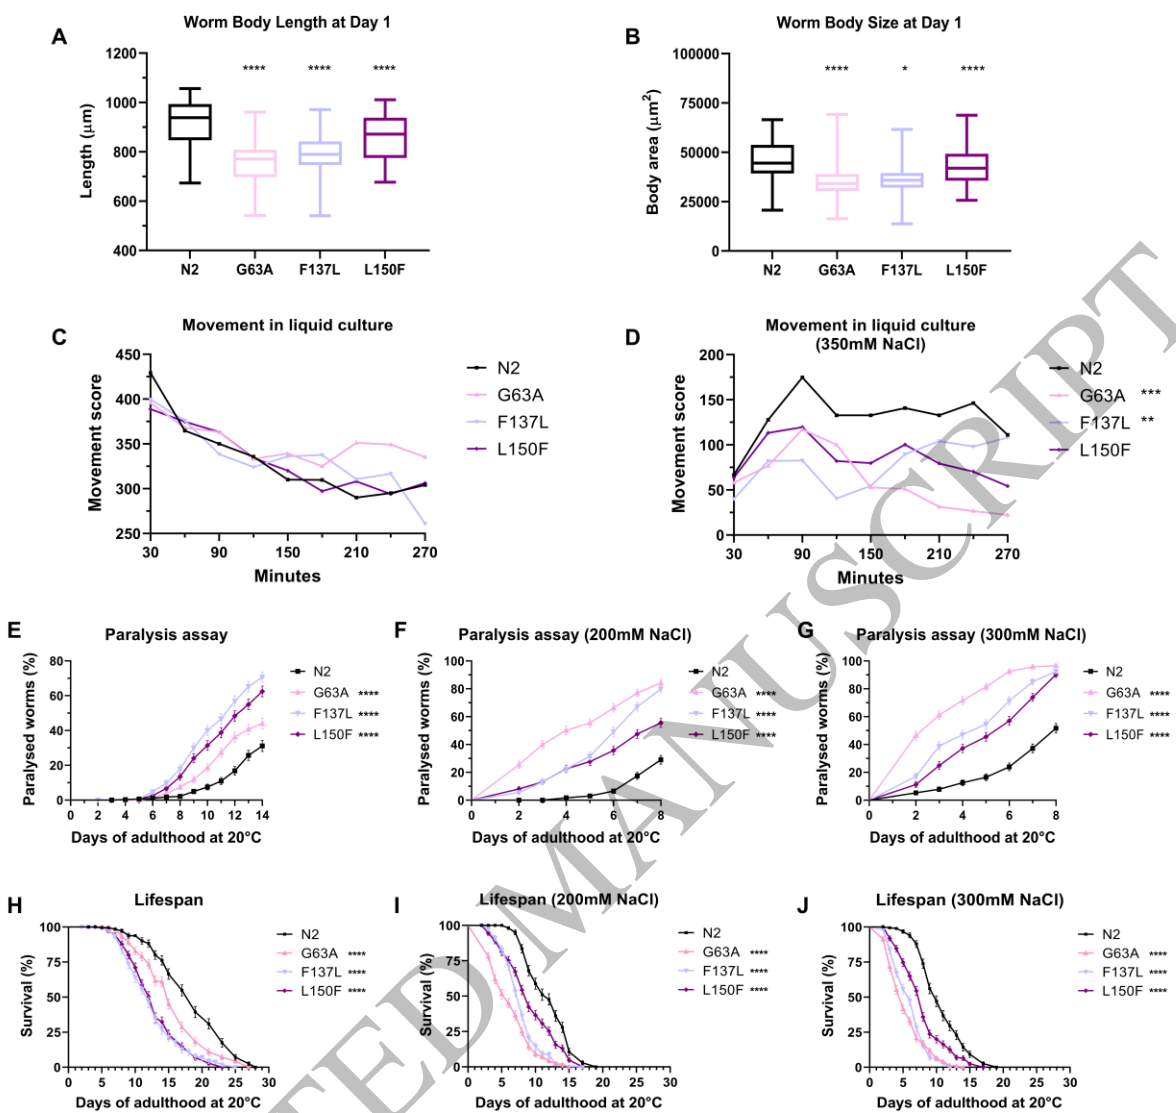 A
Worm Body Length at Day 1
1200
1000
800
600
400
Length (μm)
****
****
****
N2
G63A
F137L
L150F
B
Worm Body Size at Day 1
100000
75000
50000
25000
0
Body area (μm²)
****
*
****
N2
G63A
F137L
L150F
C
Movement in liquid culture
450
400
350
300
250
Movement score
30
90
150
210
270
Minutes
N2
G63A
F137L
L150F
D
Movement in liquid culture
(350mM NaCl)
200
150
100
50
0
Movement score
30
90
150
210
270
Minutes
N2
G63A ***
F137L **
L150F
E
Paralysis assay
80
60
40
20
0
Paralysed worms (%)
0 2 4 6 8 10 12 14
Days of adulthood at 20°C
N2
G63A ****
F137L ****
L150F ****
F
Paralysis assay (200mM NaCl)
100
80
60
40
20
0
Paralysed worms (%)
0 2 4 6 8
Days of adulthood at 20°C
N2
G63A ****
F137L ****
L150F ****
G
Paralysis assay (300mM NaCl)
100
80
60
40
20
0
Paralysed worms (%)
0 2 4 6 8
Days of adulthood at 20°C
N2
G63A ****
F137L ****
L150F ****
H
Lifespan
100
75
50
25
0
Survival (%)
0 5 10 15 20 25 30
Days of adulthood at 20°C
N2
G63A ****
F137L ****
L150F ****
I
Lifespan (200mM NaCl)
100
75
50
25
0
Survival (%)
0 5 10 15 20 25 30
Days of adulthood at 20°C
N2
G63A ****
F137L ****
L150F ****
J
Lifespan (300mM NaCl)
100
75
50
25
0
Survival (%)
0 5 10 15 20 25 30
Days of adulthood at 20°C
N2
G63A ****
F137L ****
L150F ****
TED MANUSCRIPT